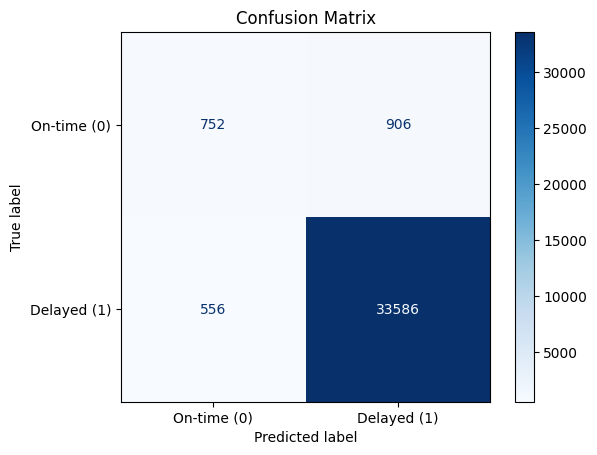 Confusion Matrix
True label
On-time (0)
752
906
Delayed (1)
556
33586
On-time (0)
Delayed (1)
Predicted label
30000
25000
20000
15000
10000
5000